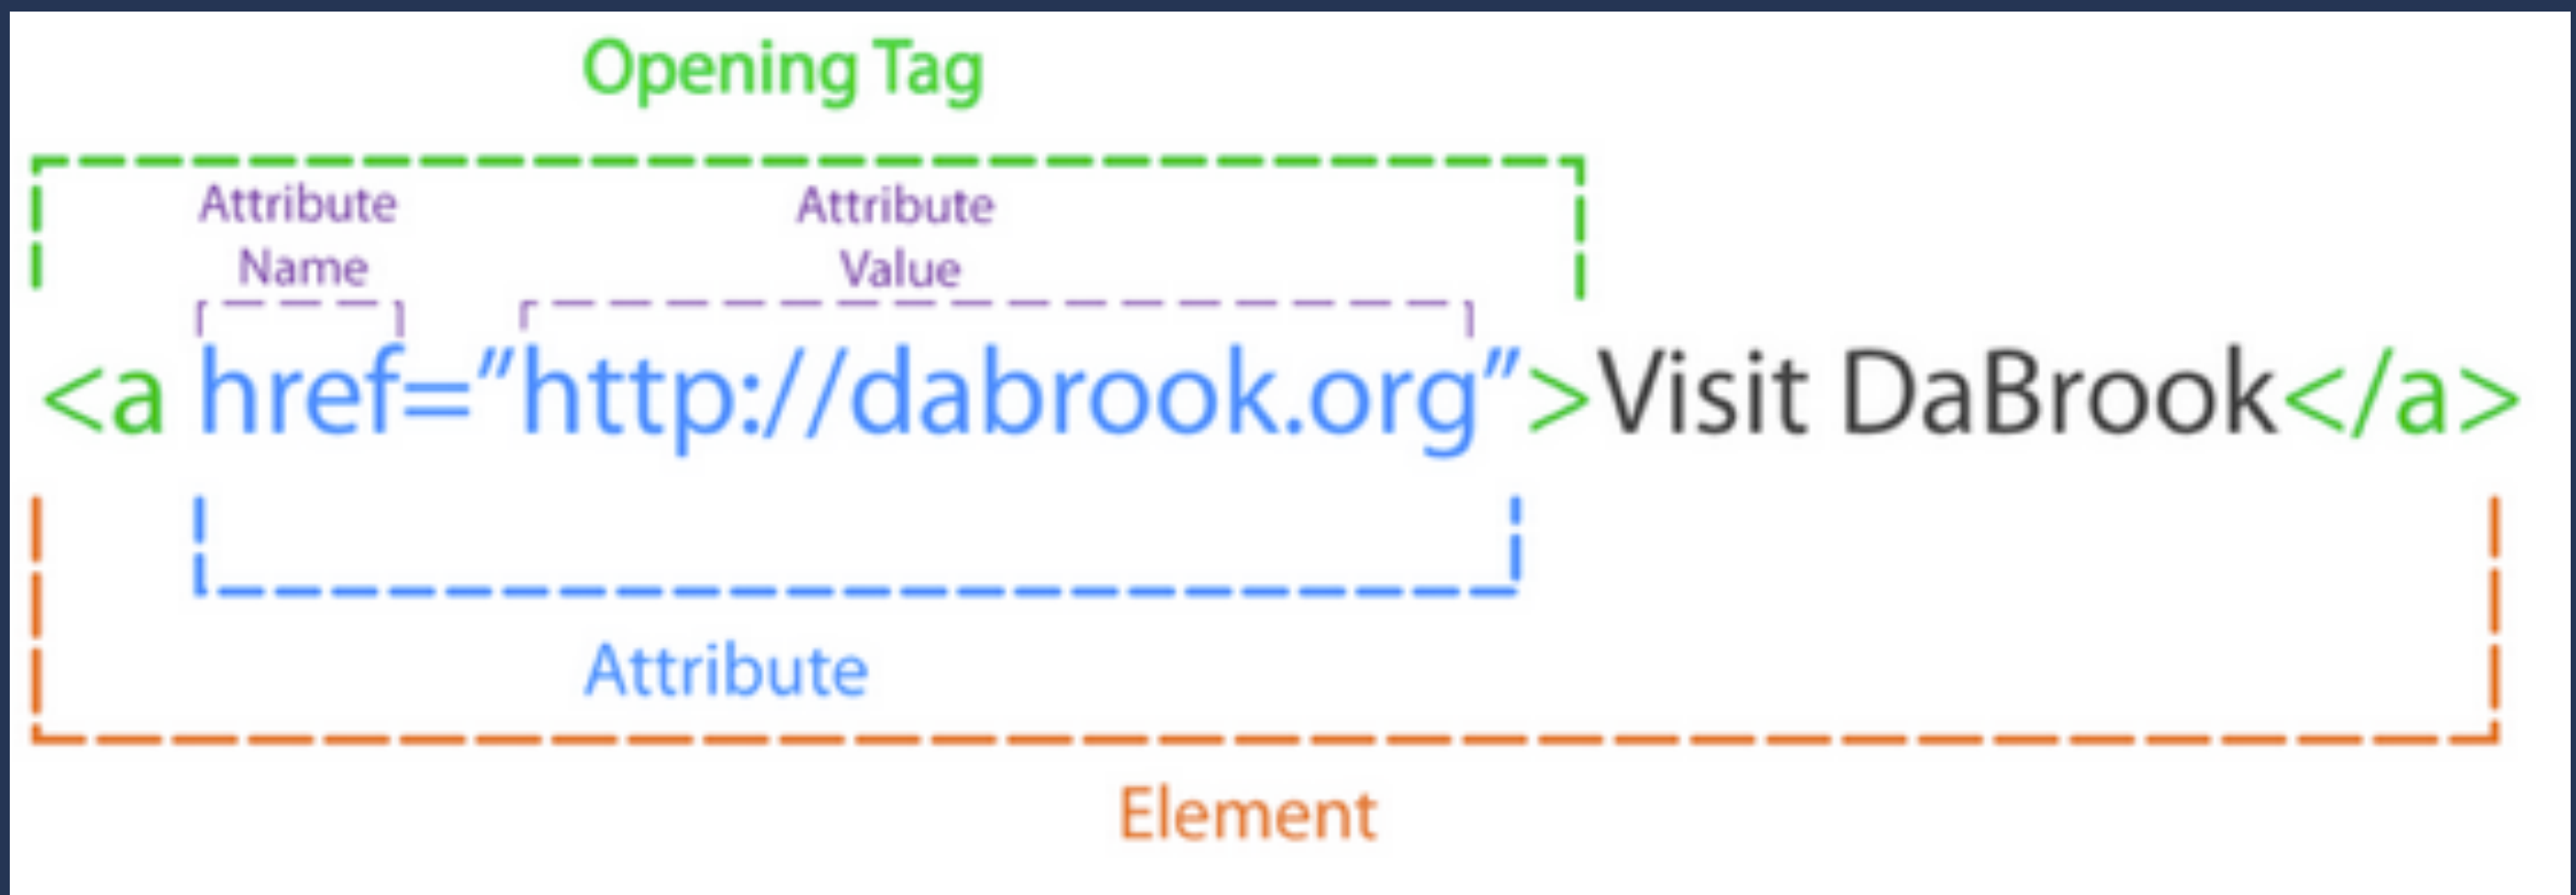 Opening Tag
Attribute Name
Attribute Value
<a href="http://dabrook.org">Visit DaBrook</a>
Attribute
Element